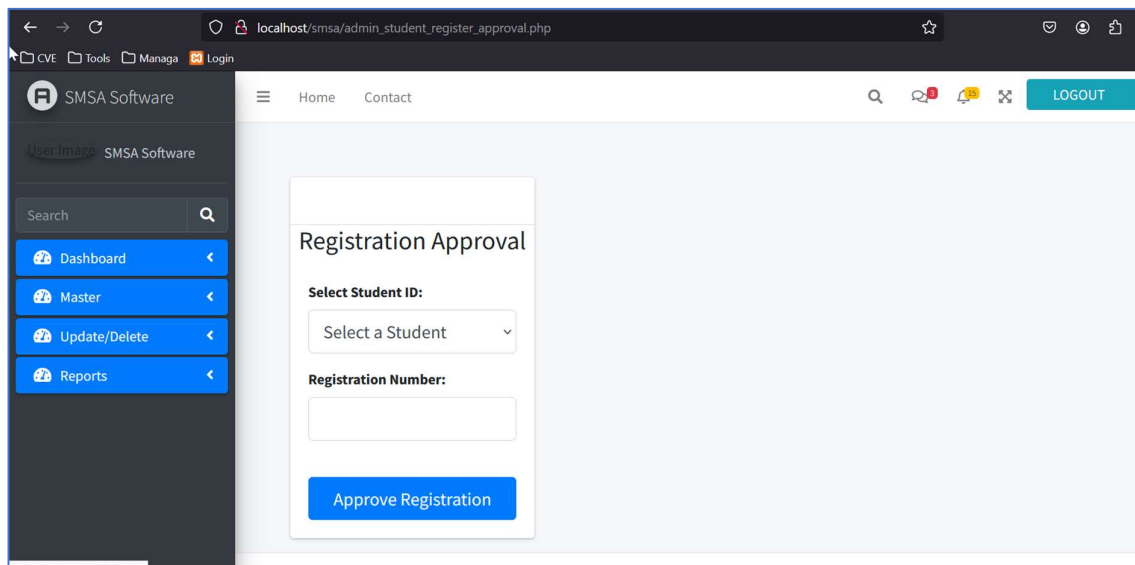 localhost/smsa/admin_student_register_approval.php
CVE Tools Managa Login
A SMSA Software
Home Contact
3
15
LOGOUT
User Image SMSA Software
Search
Dashboard
Master
Update/Delete
Reports
Registration Approval
Select Student ID:
Select a Student
Registration Number:
Approve Registration